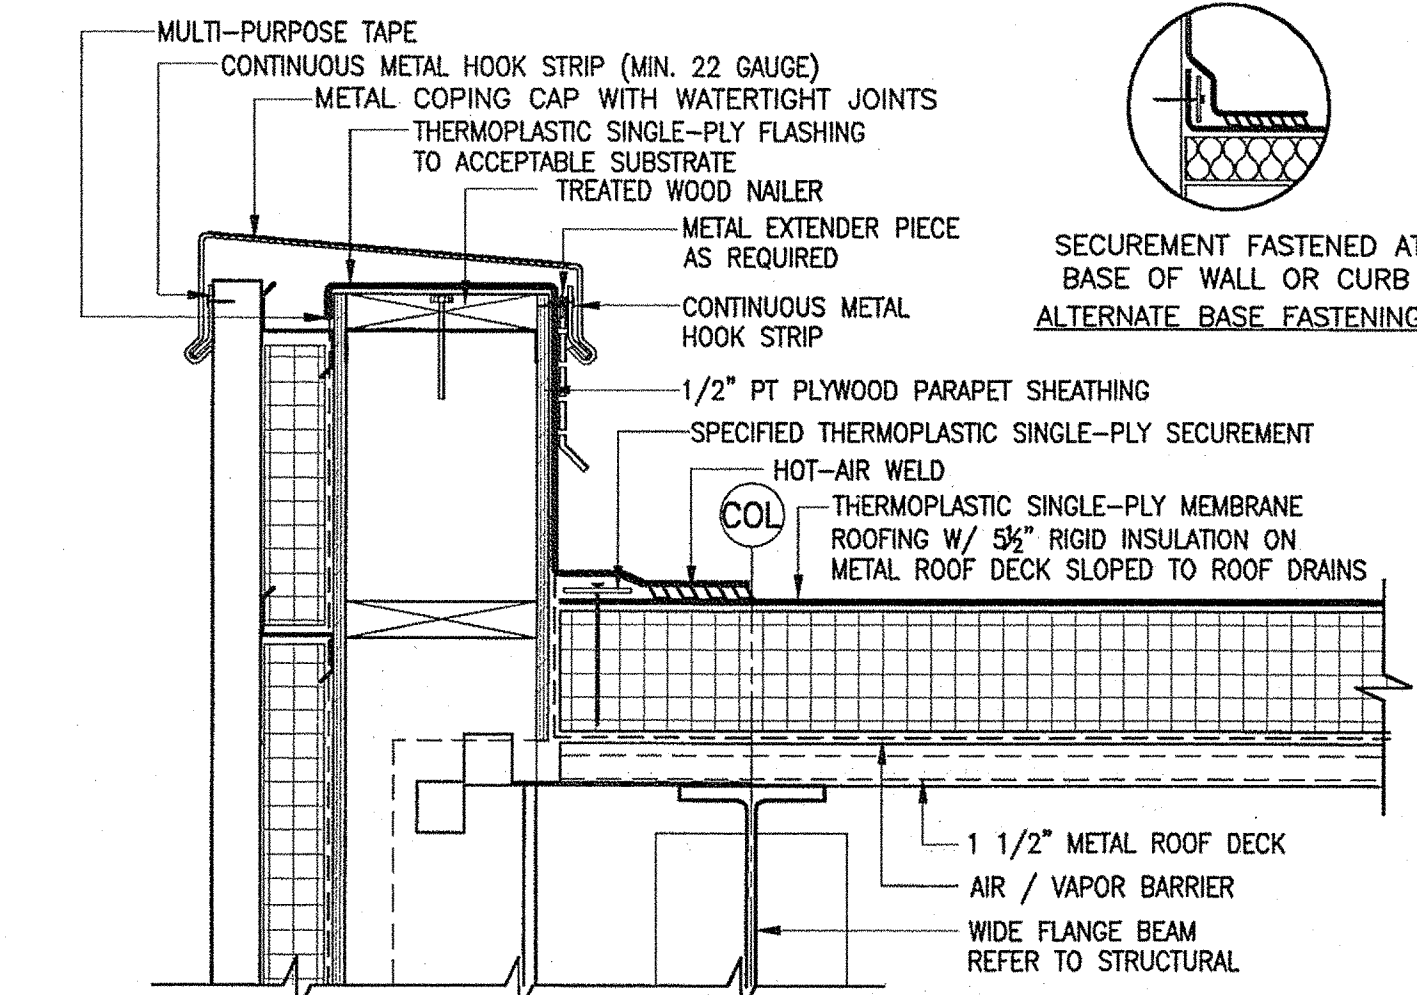 MULTI-PURPOSE TAPE
CONTINUOUS METAL HOOK STRIP (MIN. 22 GAUGE)
METAL COPING CAP WITH WATERTIGHT JOINTS
THERMOPLASTIC SINGLE-PLY FLASHING
TO ACCEPTABLE SUBSTRATE
TREATED WOOD NAILER
METAL EXTENDER PIECE
AS REQUIRED
CONTINUOUS METAL
HOOK STRIP
SECUREMENT FASTENED AT
BASE OF WALL OR CURB
ALTERNATE BASE FASTENING
1/2" PT PLYWOOD PARAPET SHEATHING
SPECIFIED THERMOPLASTIC SINGLE-PLY SECUREMENT
HOT-AIR WELD
COL
THERMOPLASTIC SINGLE-PLY MEMBRANE
ROOFING W/ 5½" RIGID INSULATION ON
METAL ROOF DECK SLOPED TO ROOF DRAINS
1 1/2" METAL ROOF DECK
AIR / VAPOR BARRIER
WIDE FLANGE BEAM
REFER TO STRUCTURAL